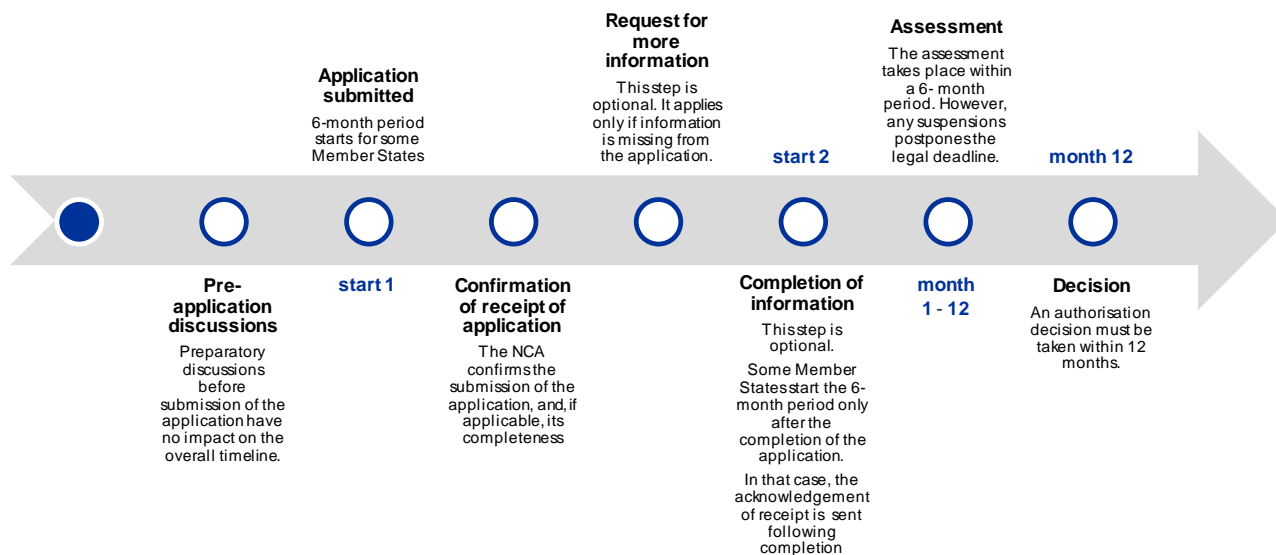 Pre-
application
discussions
Preparatory
discussions
before
submission of the
application have
no impact on the
overall timeline.
Application
submitted
6-month period
starts for some
Member States
start 1
Confirmation
of receipt of
application
The NCA
confirms the
submission of the
application, and, if
applicable, its
completeness
Request for
more
information
This step is
optional. It applies
only if information
is missing from
the application.
start 2
Completion of
information
This step is
optional.
Some Member
States start the 6-
month period only
after the
completion of the
application.
In that case, the
acknowledgement
of receipt is sent
following
completion
Assessment
The assessment
takes place within
a 6- month
period. However,
any suspensions
postpones the
legal deadline.
month
1 - 12
month 12
Decision
An authorisation
decision must be
taken within 12
months.